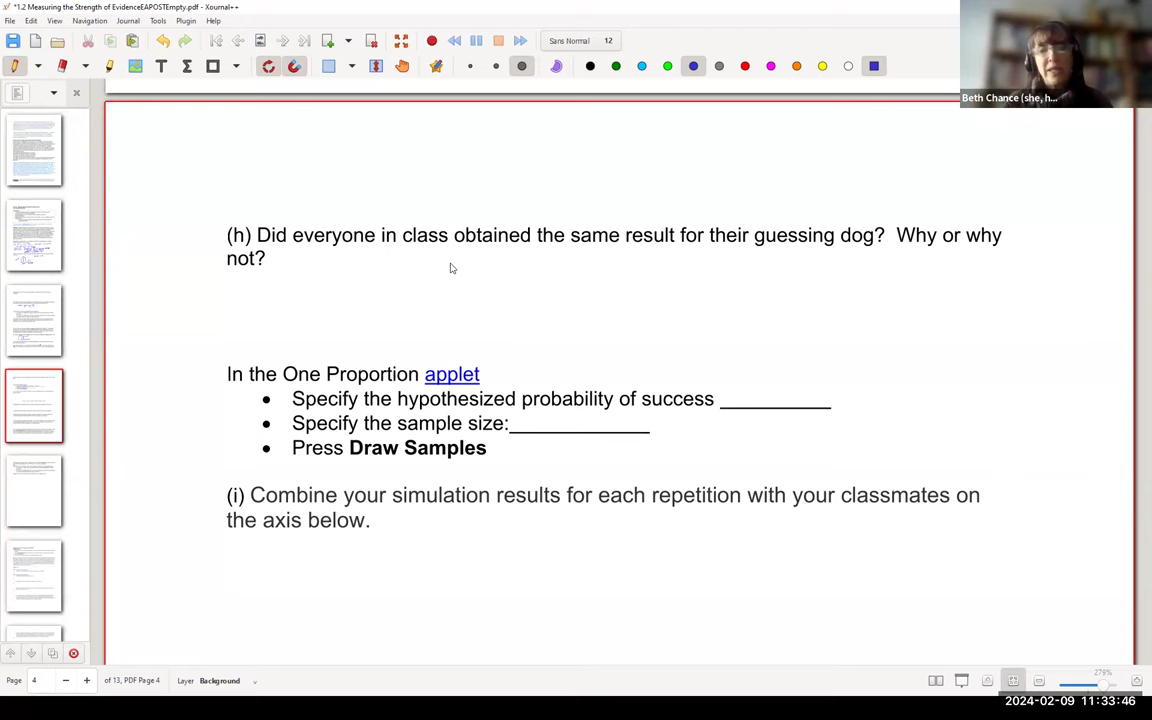 *1.2 Measuring the Strength of EvidenceEAPOSTEmpty.pdf - Xournal++
File Edit View Navigation Journal Tools Plugin Help
Sans Normal 12
Beth Chance (she, h...
(h) Did everyone in class obtained the same result for their guessing dog? Why or why
not?
In the One Proportion applet
• Specify the hypothesized probability of success __________
• Specify the sample size:_____________
• Press Draw Samples
(i) Combine your simulation results for each repetition with your classmates on
the axis below.
Page 4 of 13, PDF Page 4 Layer Background
279%
2024-02-09 11:33:46